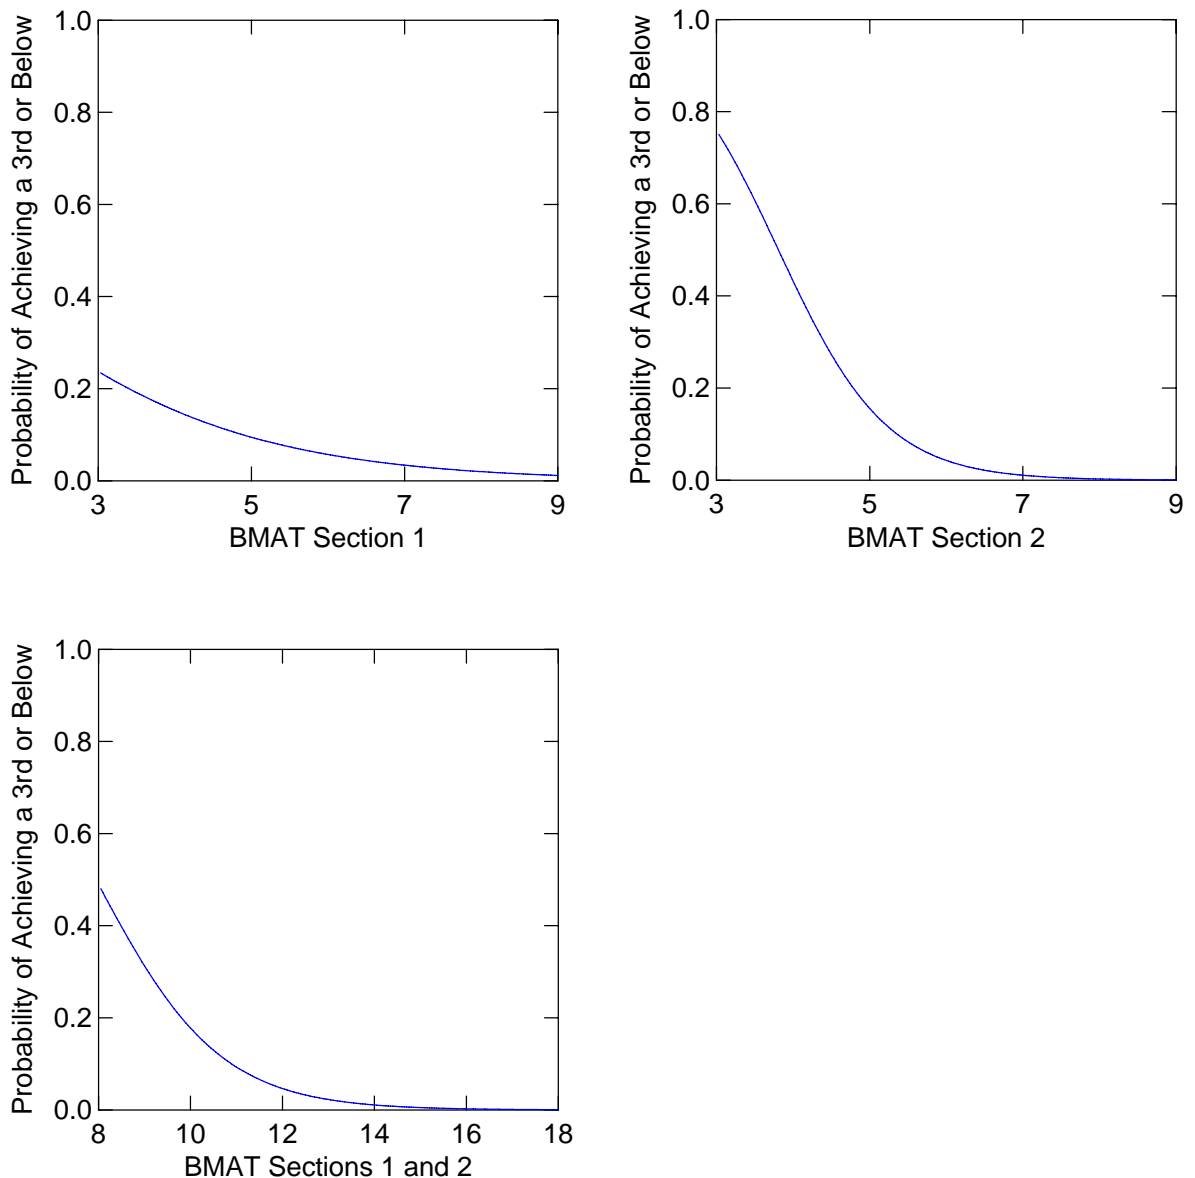 Probability of Achieving a 3rd or Below
1.0
0.8
0.6
0.4
0.2
0.0
3 5 7 9
BMAT Section 1
Probability of Achieving a 3rd or Below
1.0
0.8
0.6
0.4
0.2
0.0
3 5 7 9
BMAT Section 2
Probability of Achieving a 3rd or Below
1.0
0.8
0.6
0.4
0.2
0.0
8 10 12 14 16 18
BMAT Sections 1 and 2